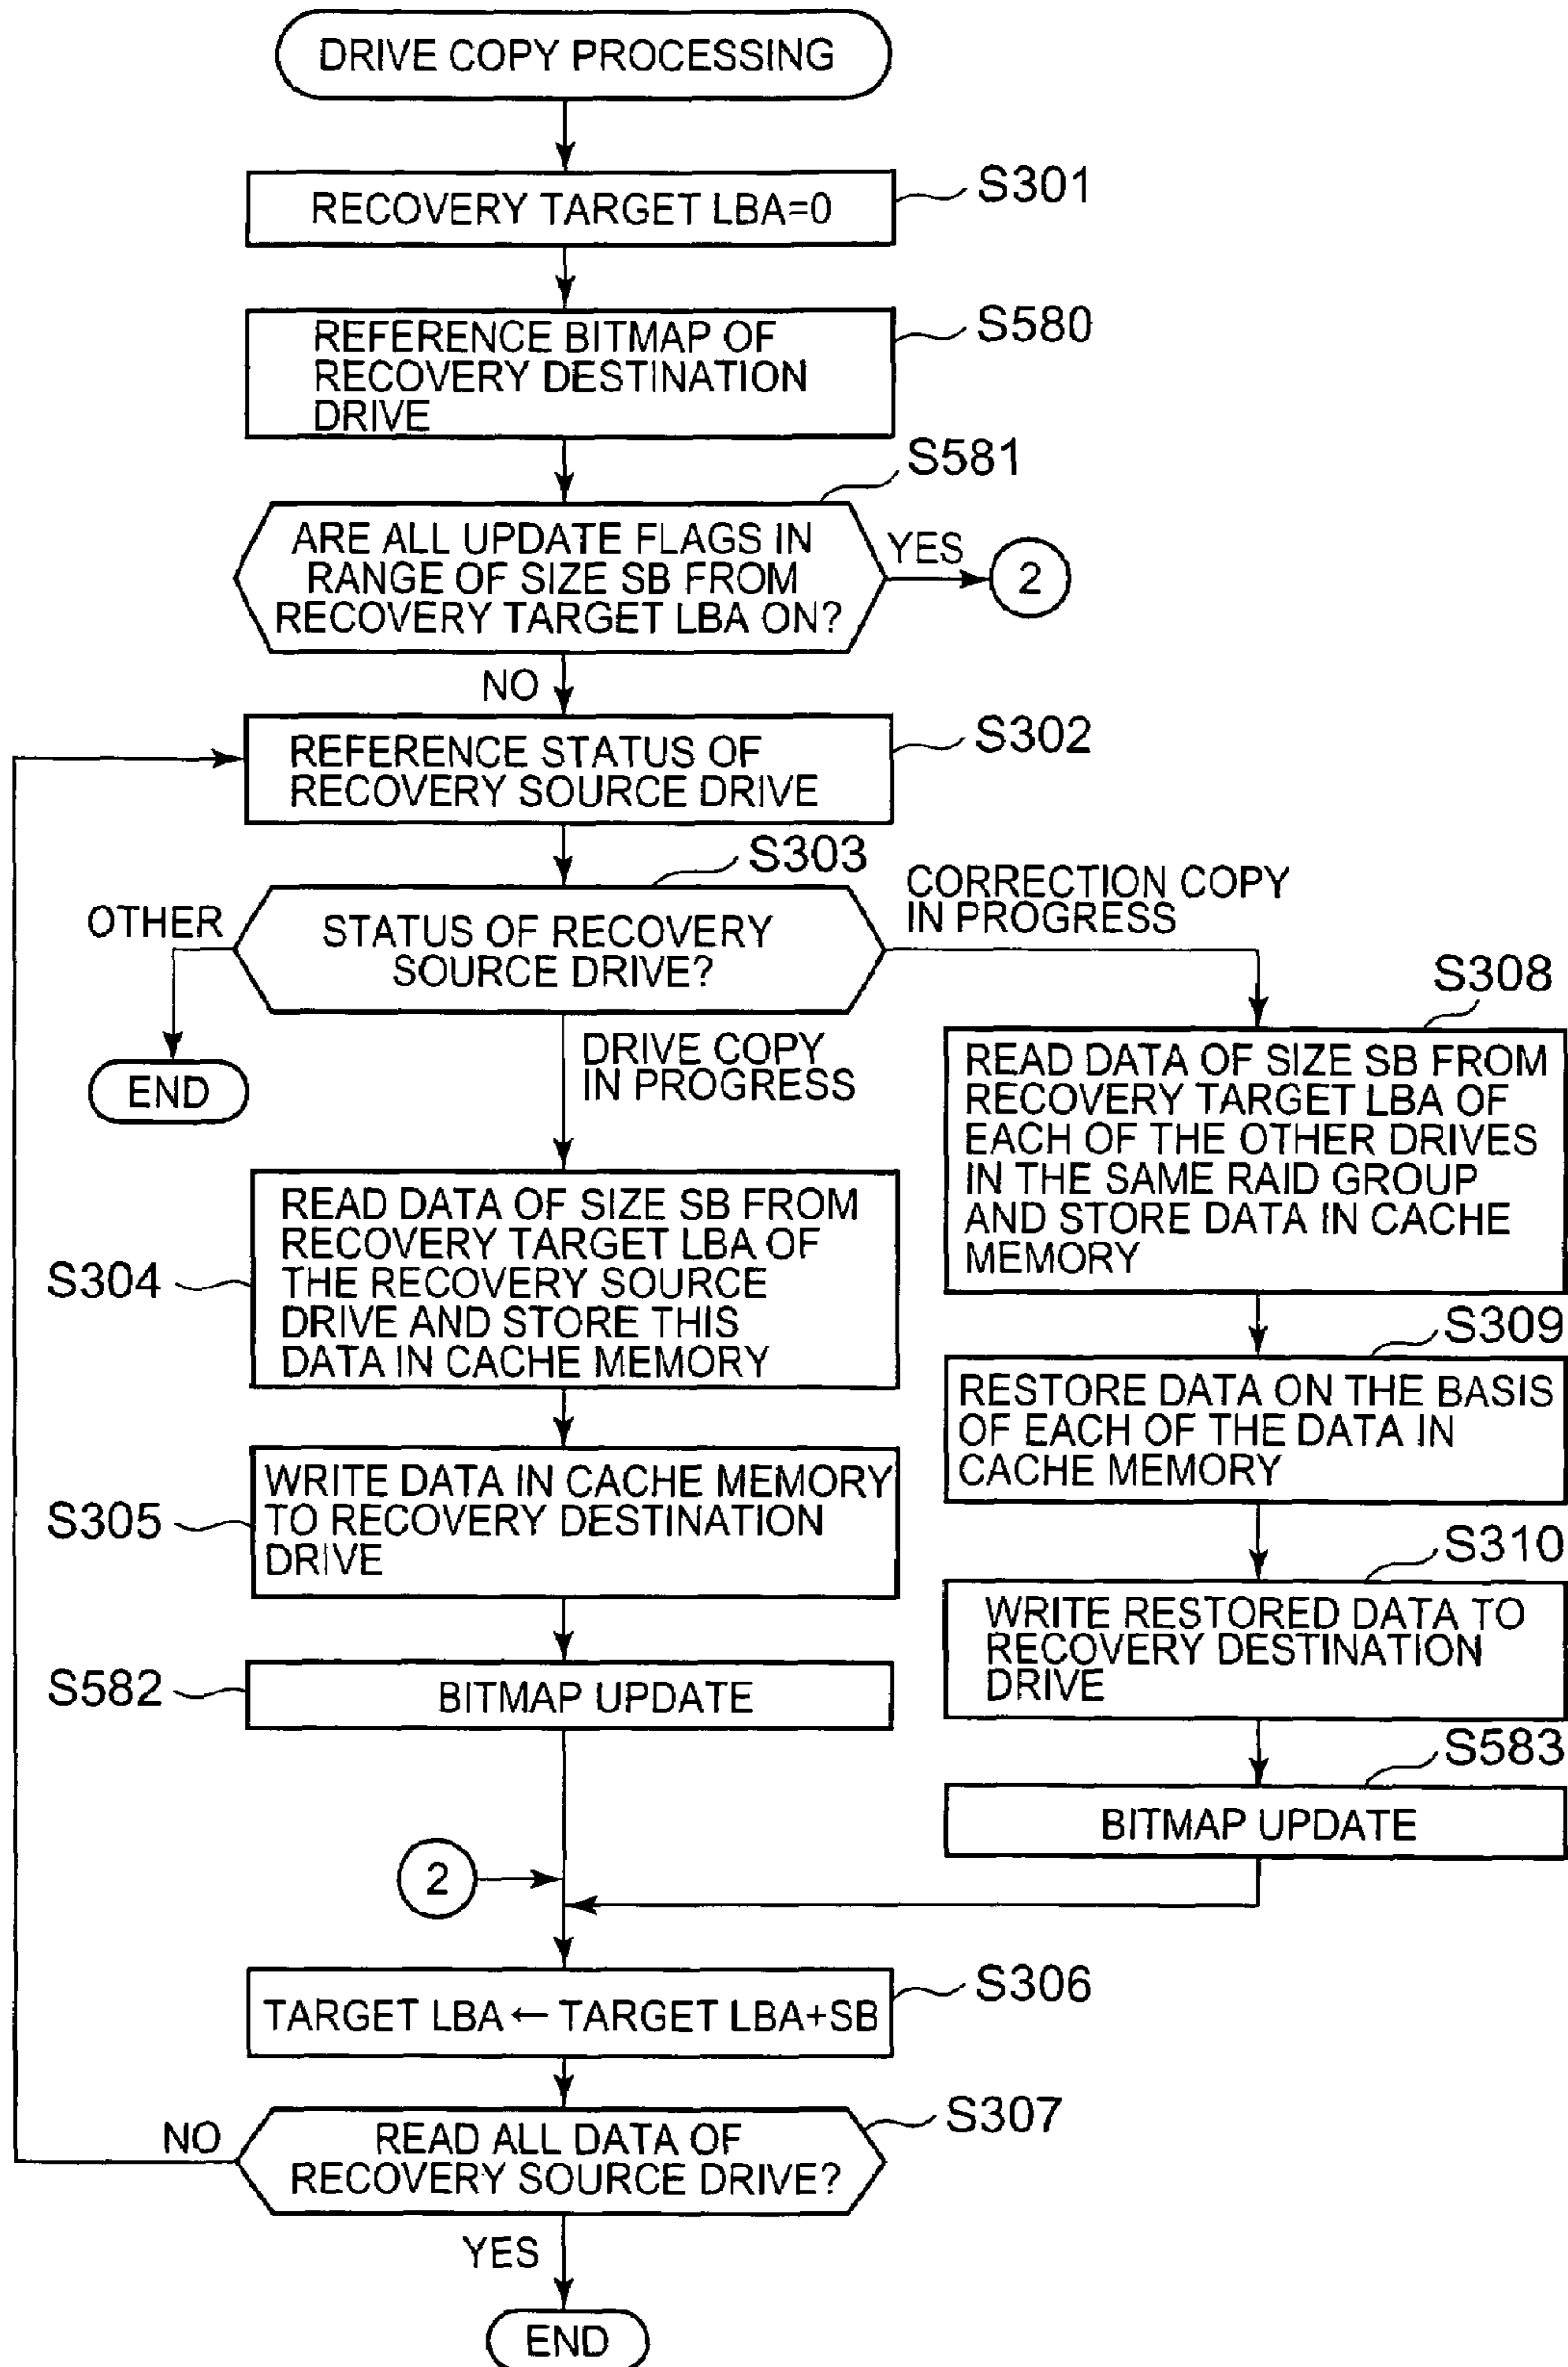 DRIVE COPY PROCESSING
S301
RECOVERY TARGET LBA=0
S580
REFERENCE BITMAP OF
RECOVERY DESTINATION
DRIVE
S581
ARE ALL UPDATE FLAGS IN
RANGE OF SIZE SB FROM
RECOVERY TARGET LBA ON?
YES
2
NO
S302
REFERENCE STATUS OF
RECOVERY SOURCE DRIVE
S303
STATUS OF RECOVERY
SOURCE DRIVE?
OTHER
END
CORRECTION COPY
IN PROGRESS
DRIVE COPY
IN PROGRESS
S304
READ DATA OF SIZE SB FROM
RECOVERY TARGET LBA OF
THE RECOVERY SOURCE
DRIVE AND STORE THIS
DATA IN CACHE MEMORY
S305
WRITE DATA IN CACHE MEMORY
TO RECOVERY DESTINATION
DRIVE
S582
BITMAP UPDATE
S308
READ DATA OF SIZE SB FROM
RECOVERY TARGET LBA OF
EACH OF THE OTHER DRIVES
IN THE SAME RAID GROUP
AND STORE DATA IN CACHE
MEMORY
S309
RESTORE DATA ON THE BASIS
OF EACH OF THE DATA IN
CACHE MEMORY
S310
WRITE RESTORED DATA TO
RECOVERY DESTINATION
DRIVE
S583
BITMAP UPDATE
2
S306
TARGET LBA ← TARGET LBA+SB
S307
READ ALL DATA OF
RECOVERY SOURCE DRIVE?
NO
YES
END